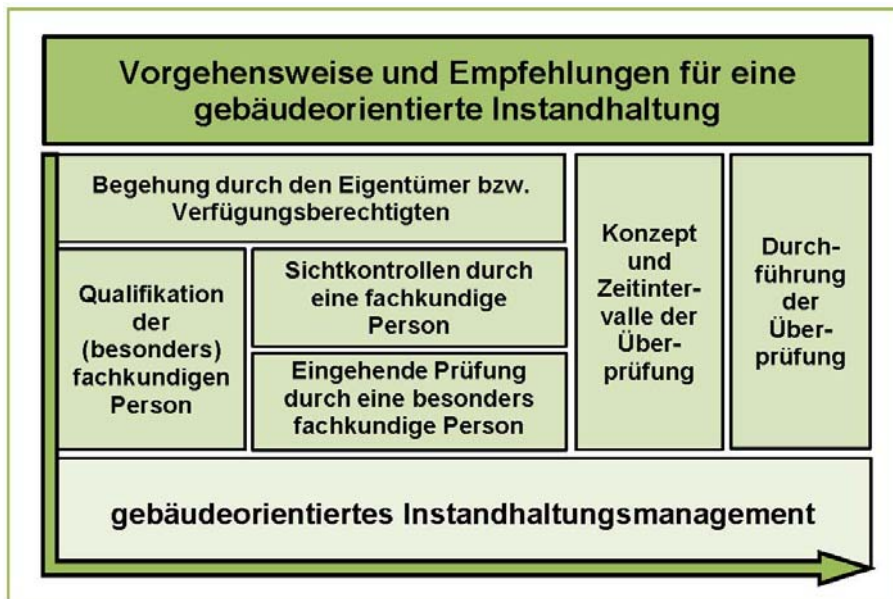 Vorgehensweise und Empfehlungen für eine
gebäudeorientierte Instandhaltung
Begehung durch den Eigentümer bzw.
Verfügungsberechtigten
Qualifikation
der
(besonders)
fachkundigen
Person
Sichtkontrollen durch
eine fachkundige
Person
Eingehende Prüfung
durch eine besonders
fachkundige Person
Konzept
und
Zeitinter-
valle der
Über-
prüfung
Durch-
führung
der
Über-
prüfung
gebäudeorientiertes Instandhaltungsmanagement